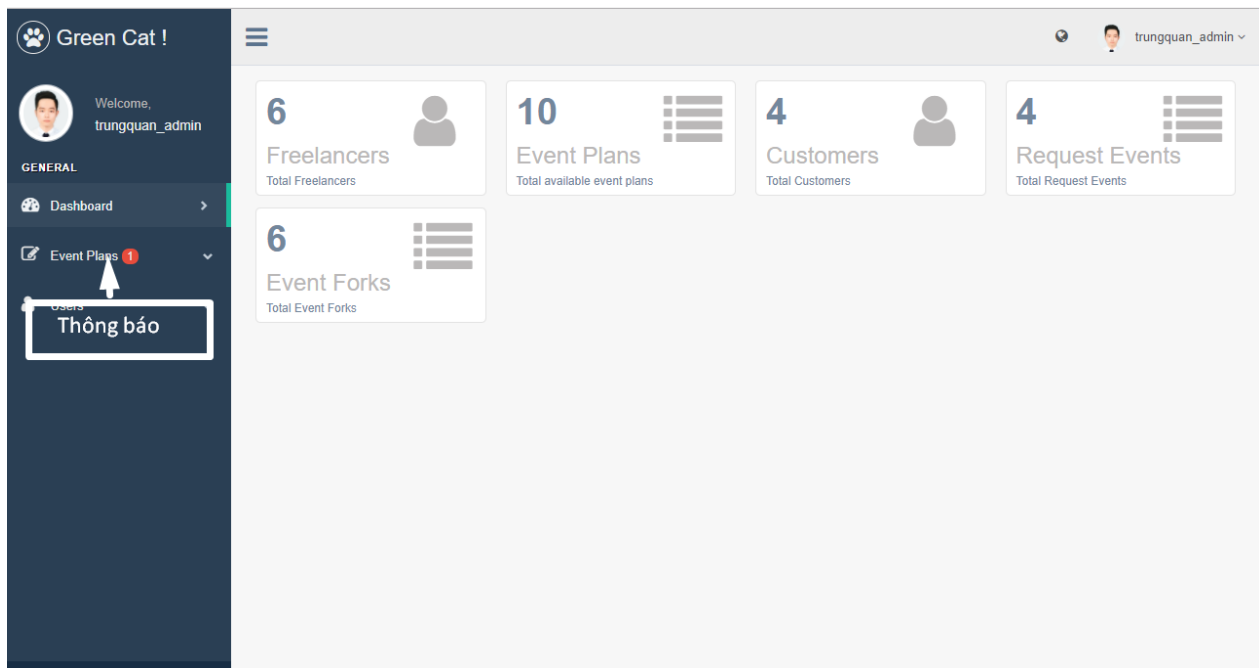 Green Cat !
trungquan_admin
Welcome,
trungquan_admin
GENERAL
Dashboard
Event Plans 1
Users
Thông báo
6
Freelancers
Total Freelancers
10
Event Plans
Total available event plans
4
Customers
Total Customers
4
Request Events
Total Request Events
6
Event Forks
Total Event Forks